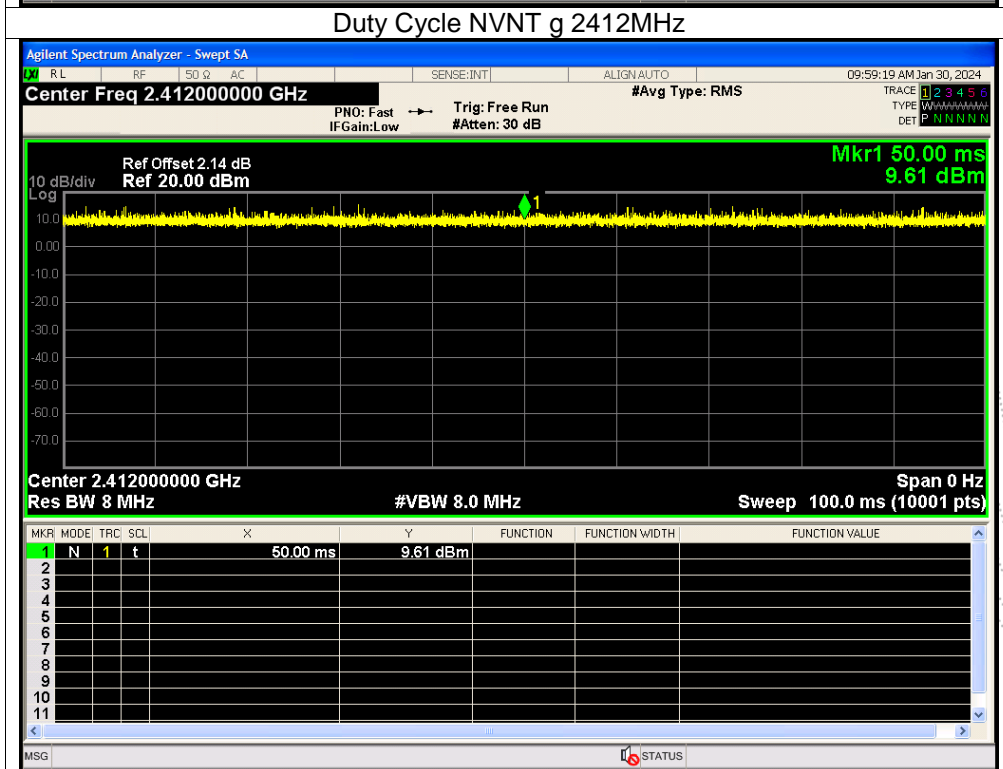 Duty Cycle NVNT g 2412MHz
Agilent Spectrum Analyzer - Swept SA
LXI RL RF 50 Ω AC SENSE:INT ALIGN AUTO 09:59:19 AM Jan 30, 2024
Center Freq 2.412000000 GHz #Avg Type: RMS TRACE 1 2 3 4 5 6
PNO: Fast Trig: Free Run TYPE WWWWWW
IFGain:Low #Atten: 30 dB DET P N N N N N
Mkr1 50.00 ms
Ref Offset 2.14 dB
10 dB/div Ref 20.00 dBm 9.61 dBm
Log
1
10.0
0.00
-10.0
-20.0
-30.0
-40.0
-50.0
-60.0
-70.0
Center 2.412000000 GHz Span 0 Hz
Res BW 8 MHz #VBW 8.0 MHz Sweep 100.0 ms (10001 pts)
MKR MODE TRC SCL X Y FUNCTION FUNCTION WIDTH FUNCTION VALUE
1 N 1 t 50.00 ms 9.61 dBm
2
3
4
5
6
7
8
9
10
11
MSG STATUS